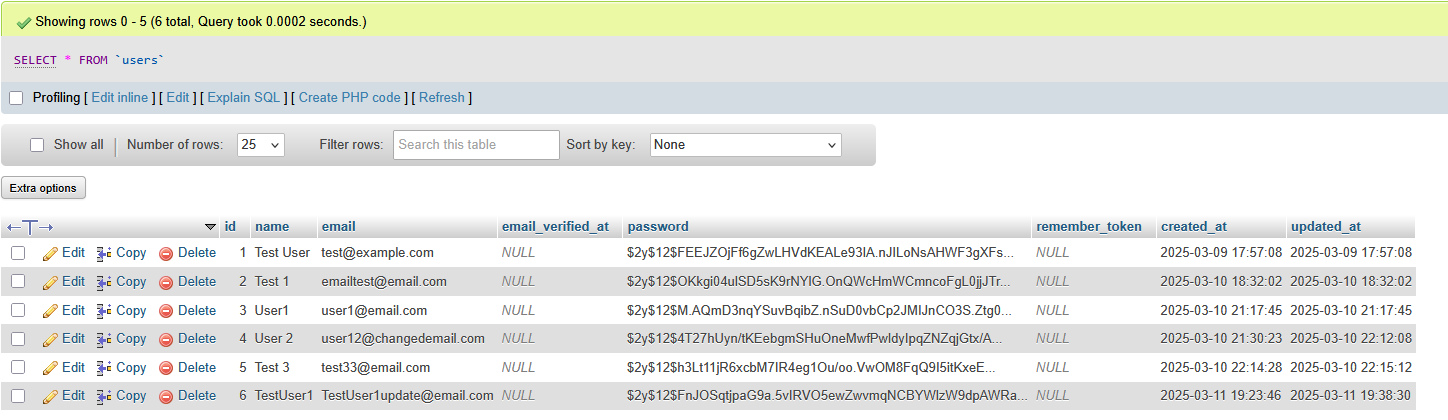 Showing rows 0 - 5 (6 total, Query took 0.0002 seconds.)
SELECT * FROM `users`
Profiling [ Edit inline ] [ Edit ] [ Explain SQL ] [ Create PHP code ] [ Refresh ]
Show all Number of rows: 25 Filter rows: Search this table Sort by key: None
Extra options
id name email email_verified_at password remember_token created_at updated_at
Edit Copy Delete 1 Test User test@example.com NULL $2y$12$FEEJZOjFf6gZwLHVdKEALe93lA.nJILoNsAHWF3gXFs... NULL 2025-03-09 17:57:08 2025-03-09 17:57:08
Edit Copy Delete 2 Test 1 emailtest@email.com NULL $2y$12$OKkgi04ulSD5sK9rNYlG.OnQWcHmWCmncoFgL0jjJTr... NULL 2025-03-10 18:32:02 2025-03-10 18:32:02
Edit Copy Delete 3 User1 user1@email.com NULL $2y$12$M.AQmD3nqYSuvBqibZ.nSuD0vbCp2JMIJnCO3S.Ztg0... NULL 2025-03-10 21:17:45 2025-03-10 21:17:45
Edit Copy Delete 4 User 2 user12@changedemail.com NULL $2y$12$4T27hUyn/tKEebgmSHuOneMwfPwldyIpqZNZqjGtx/A... NULL 2025-03-10 21:30:23 2025-03-10 22:12:08
Edit Copy Delete 5 Test 3 test33@email.com NULL $2y$12$h3Lt11jR6xcbM7IR4eg1Ou/oo.VwOM8FqQ9I5itKxeE... NULL 2025-03-10 22:14:28 2025-03-10 22:15:12
Edit Copy Delete 6 TestUser1 TestUser1update@email.com NULL $2y$12$FnJOSqtjpaG9a.5vIRVO5ewZwvmqNCBYWlzW9dpAWRa... NULL 2025-03-11 19:23:46 2025-03-11 19:38:30